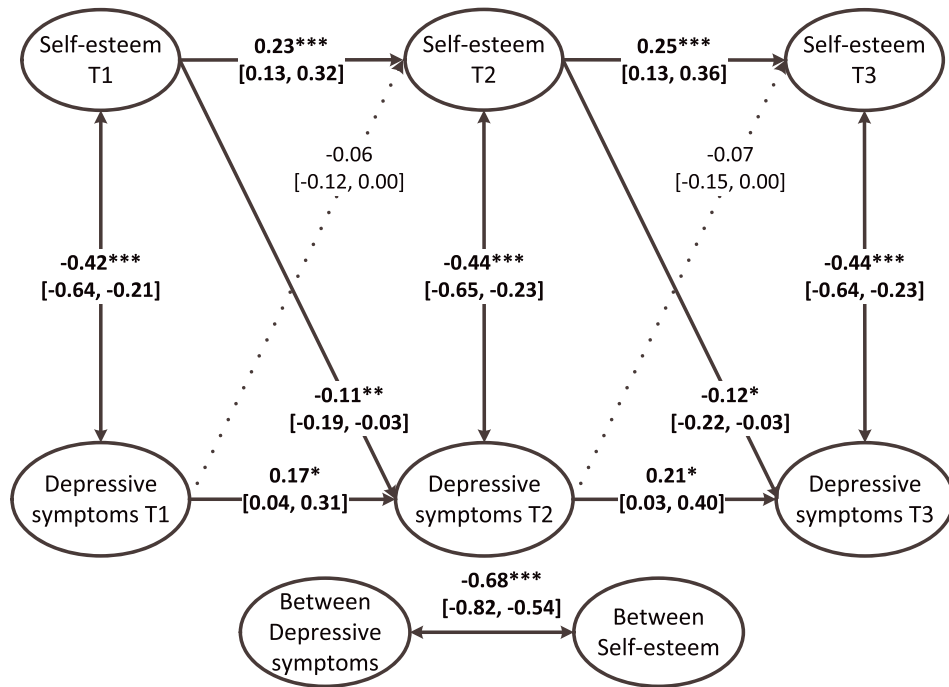 Self-esteem
T1
0.23***
[0.13, 0.32]
Self-esteem
T2
0.25***
[0.13, 0.36]
Self-esteem
T3
-0.06
[-0.12, 0.00]
-0.07
[-0.15, 0.00]
-0.42***
[-0.64, -0.21]
-0.44***
[-0.65, -0.23]
-0.44***
[-0.64, -0.23]
-0.11**
[-0.19, -0.03]
-0.12*
[-0.22, -0.03]
Depressive
symptoms T1
0.17*
[0.04, 0.31]
Depressive
symptoms T2
0.21*
[0.03, 0.40]
Depressive
symptoms T3
Between
Depressive
symptoms
-0.68***
[-0.82, -0.54]
Between
Self-esteem